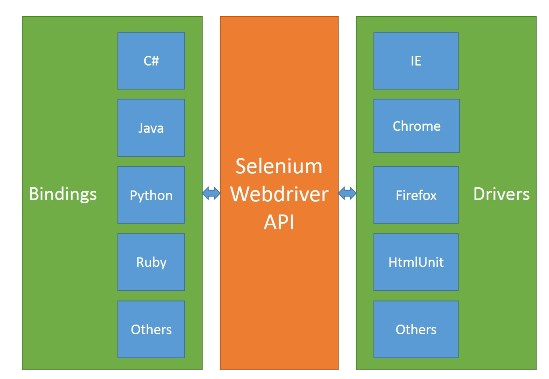 Bindings
C#
Java
Python
Ruby
Others
Selenium
Webdriver
API
IE
Chrome
Firefox
HtmlUnit
Others
Drivers